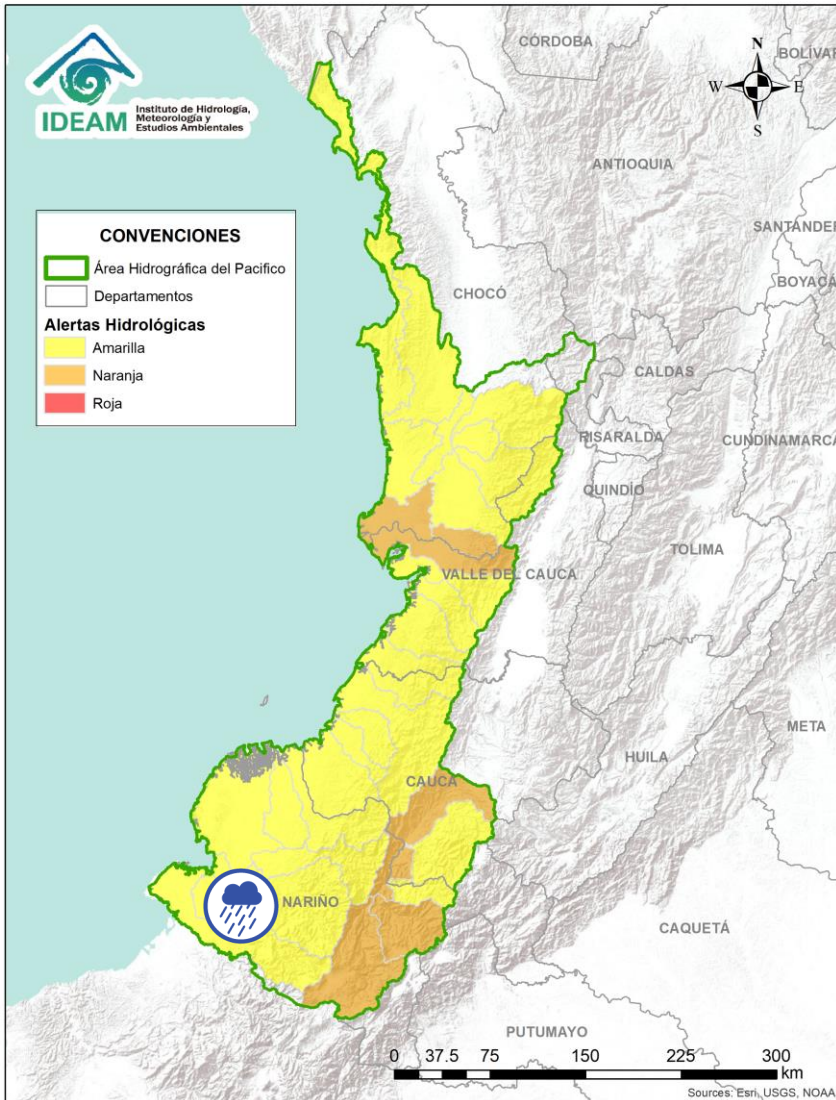 IDEAM
Instituto de Hidrología,
Meteorología y
Estudios Ambientales
CÓRDOBA
BOLÍVAR
N
W
E
S
ANTIOQUIA
SANTANDER
BOYACÁ
CONVENCIONES
Área Hidrográfica del Pacifico
Departamentos
Alertas Hidrológicas
Amarilla
Naranja
Roja
CHOCÓ
CALDAS
RISARALDA
CUNDINAMARCA
QUINDÍO
TOLIMA
VALLE DEL CAUCA
META
HUILA
CAUCA
NARIÑO
CAQUETÁ
PUTUMAYO
0 37.5 75 150 225 300
km
Sources: Esri, USGS, NOAA